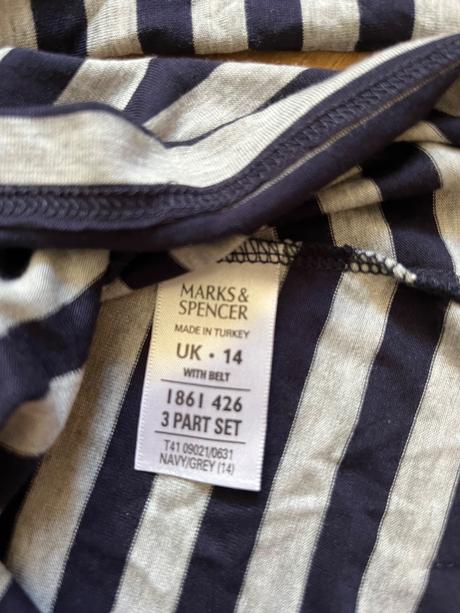 MARKS &
SPENCER
MADE IN TURKEY
UK · 14
WITH BELT
1861 426
3 PART SET
T41 09021/0631
NAVY/GREY (14)